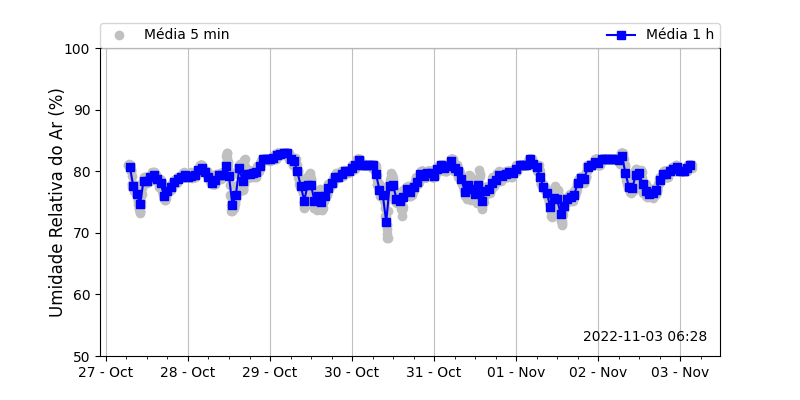 Média 5 min
Média 1 h
100
90
80
70
60
50
Umidade Relativa do Ar (%)
2022-11-03 06:28
27 - Oct
28 - Oct
29 - Oct
30 - Oct
31 - Oct
01 - Nov
02 - Nov
03 - Nov